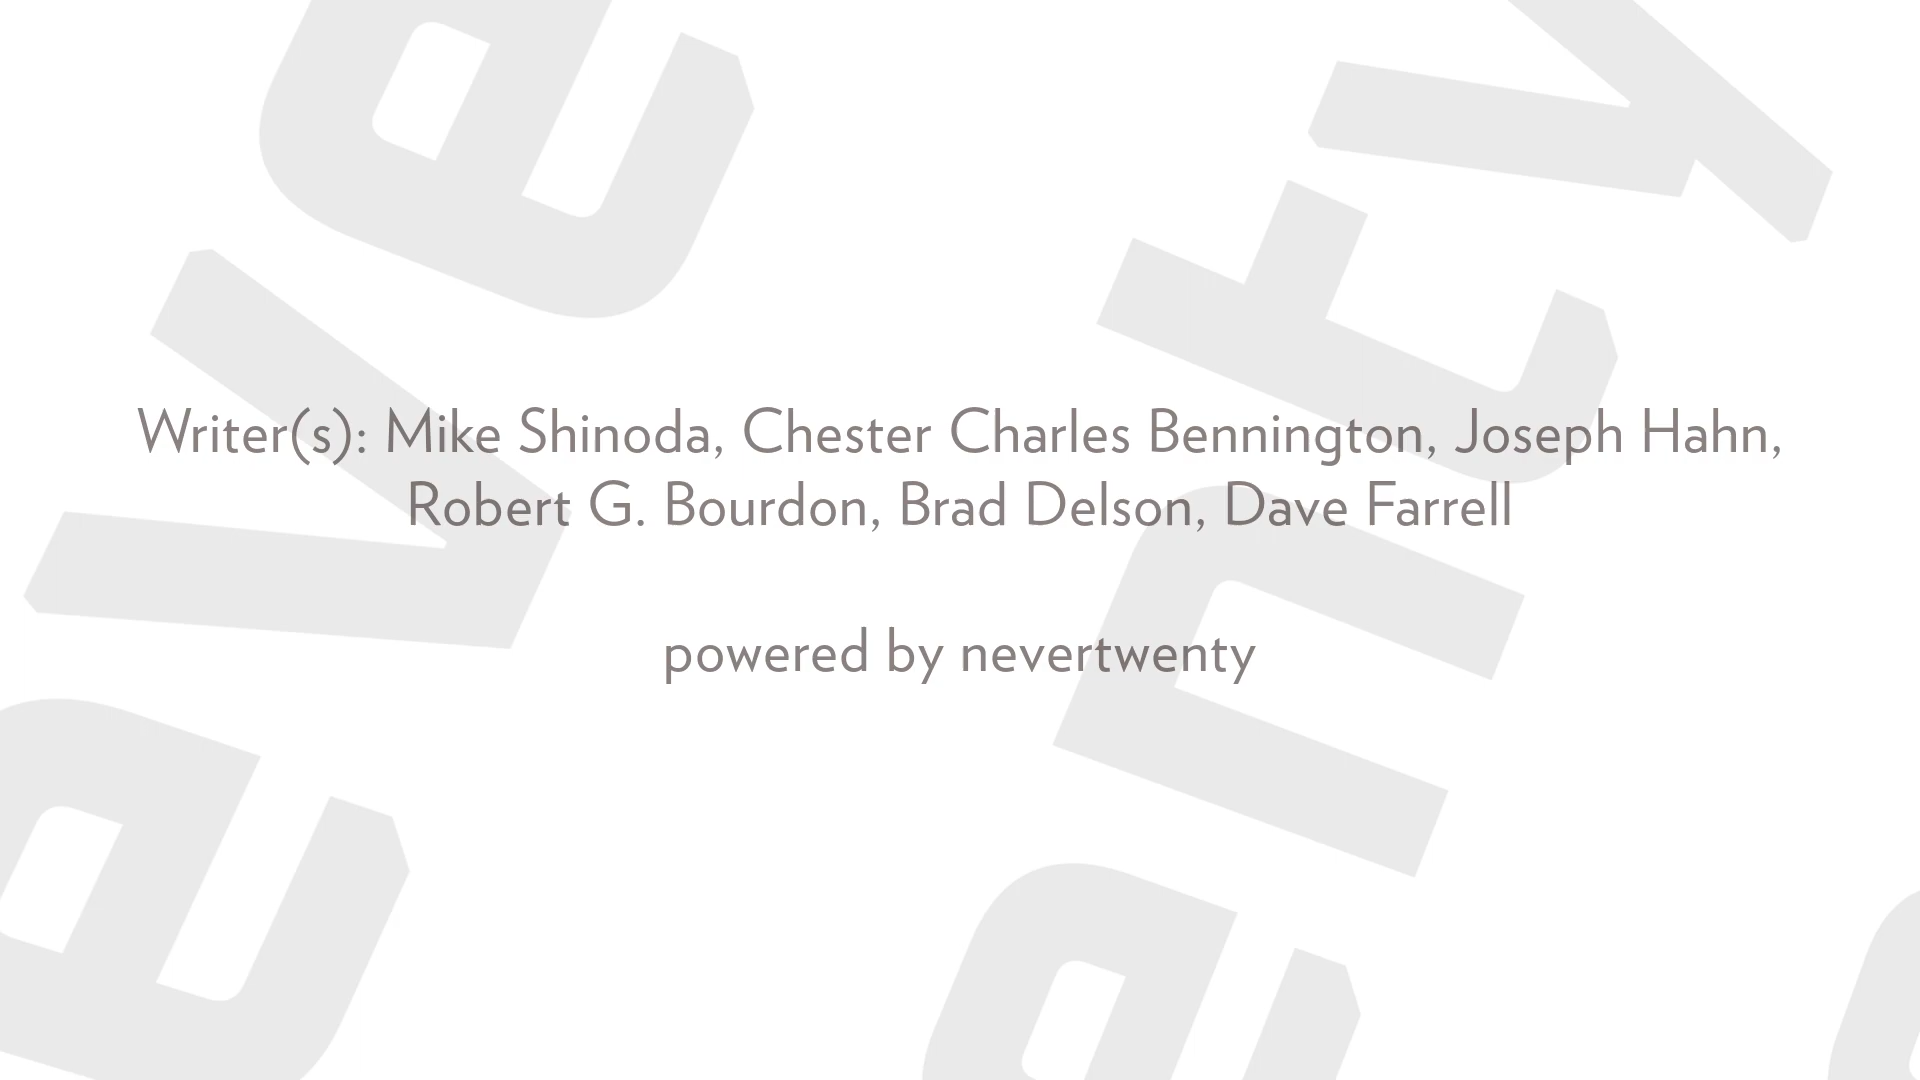 Writer(s): Mike Shinoda, Chester Charles Bennington, Joseph Hahn,
Robert G. Bourdon, Brad Delson, Dave Farrell
powered by nevertwenty